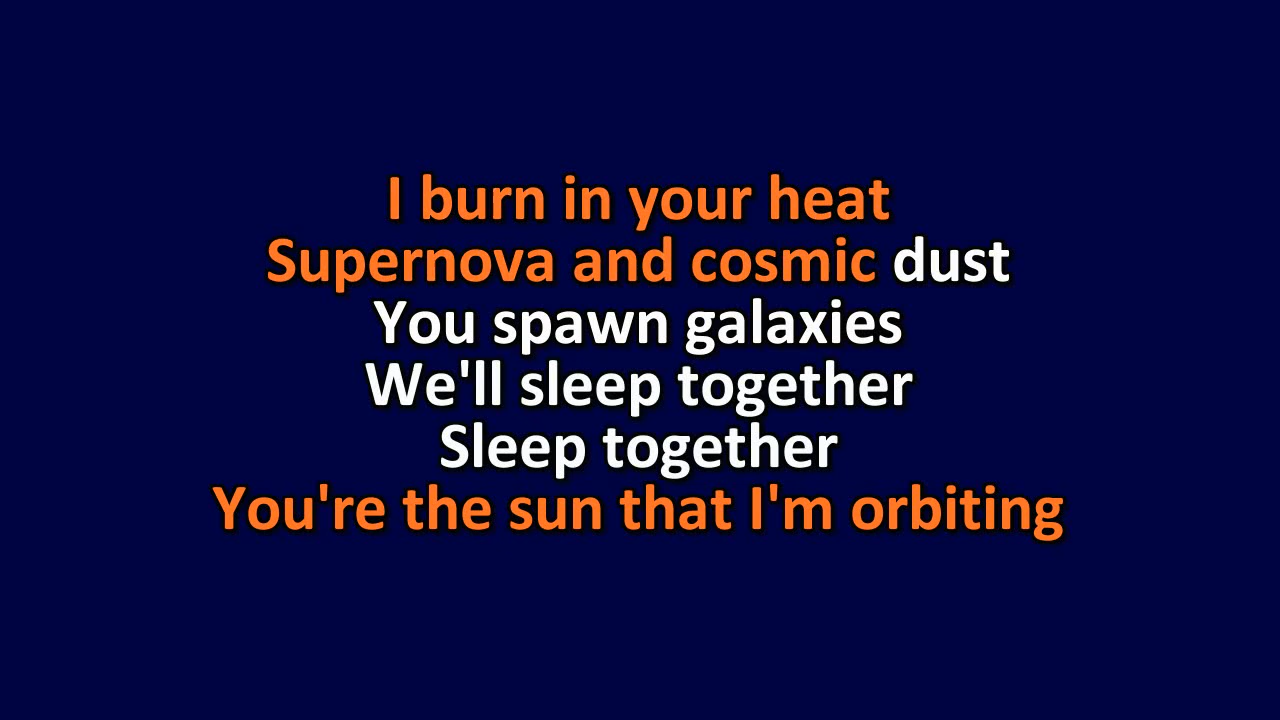 I burn in your heat
Supernova and cosmic dust
You spawn galaxies
We'll sleep together
Sleep together
You're the sun that I'm orbiting